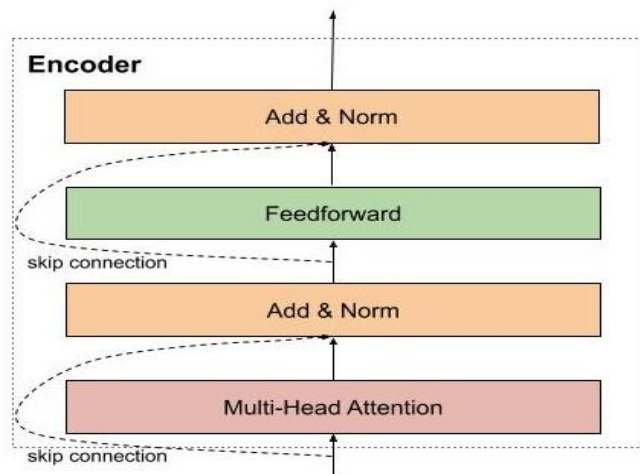 Encoder
Add & Norm
Feedforward
skip connection
Add & Norm
Multi-Head Attention
skip connection